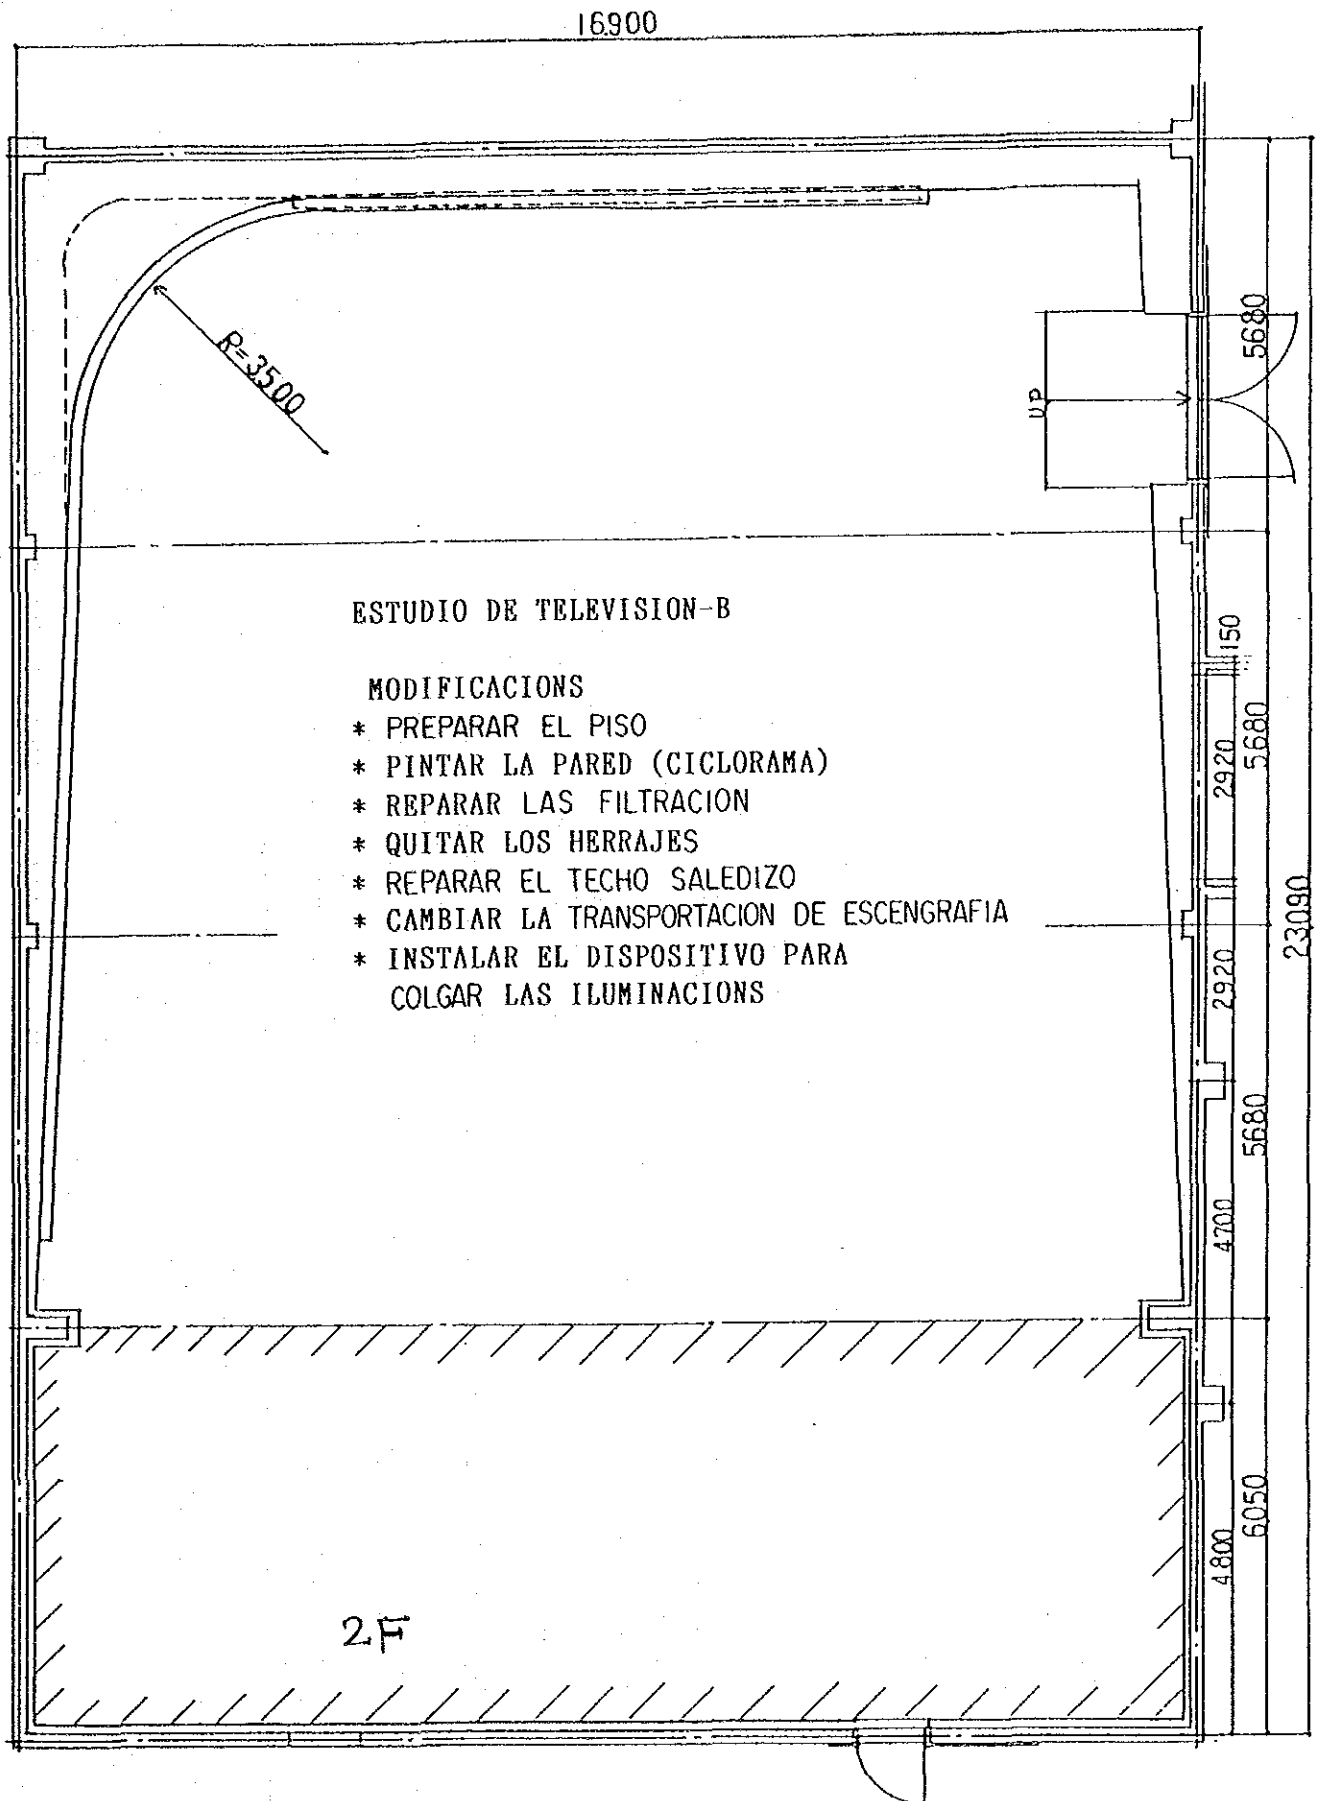 16900
R=3500
UP
5680
ESTUDIO DE TELEVISION-B
150
MODIFICACIONS
* PREPARAR EL PISO
5680
* PINTAR LA PARED (CICLORAMA)
2920
* REPARAR LAS FILTRACION
* QUITAR LOS HERRAJES
* REPARAR EL TECHO SALEDIZO
* CAMBIAR LA TRANSPORTACION DE ESCENGRAFIA
23090
* INSTALAR EL DISPOSITIVO PARA
COLGAR LAS ILUMINACIONS
2920
5680
4700
6050
4800
2F